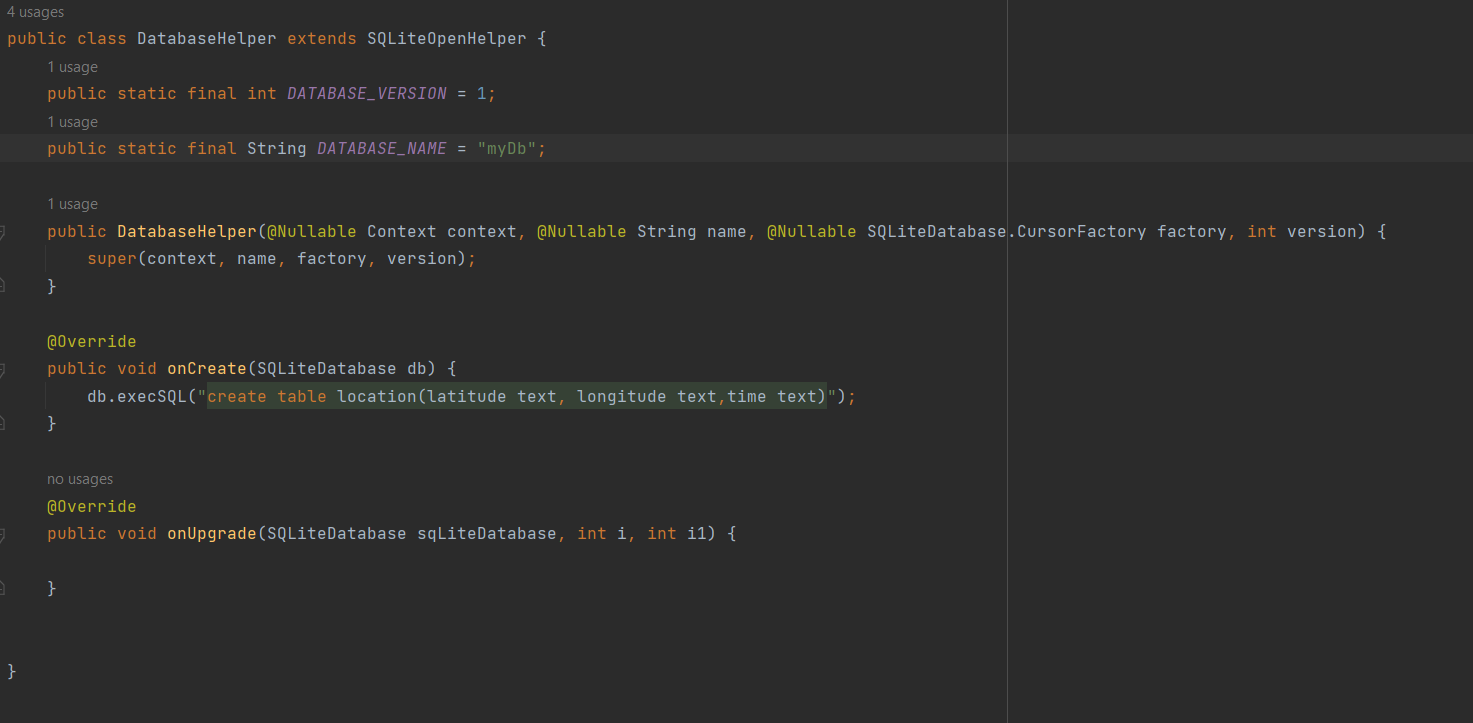 4 usages
public class DatabaseHelper extends SQLiteOpenHelper {
1 usage
public static final int DATABASE_VERSION = 1;
1 usage
public static final String DATABASE_NAME = "myDb";
1 usage
public DatabaseHelper(@Nullable Context context, @Nullable String name, @Nullable SQLiteDatabase.CursorFactory factory, int version) {
super(context, name, factory, version);
}
@Override
public void onCreate(SQLiteDatabase db) {
db.execSQL("create table location(latitude text, longitude text,time text)");
}
no usages
@Override
public void onUpgrade(SQLiteDatabase sqLiteDatabase, int i, int i1) {
}
}